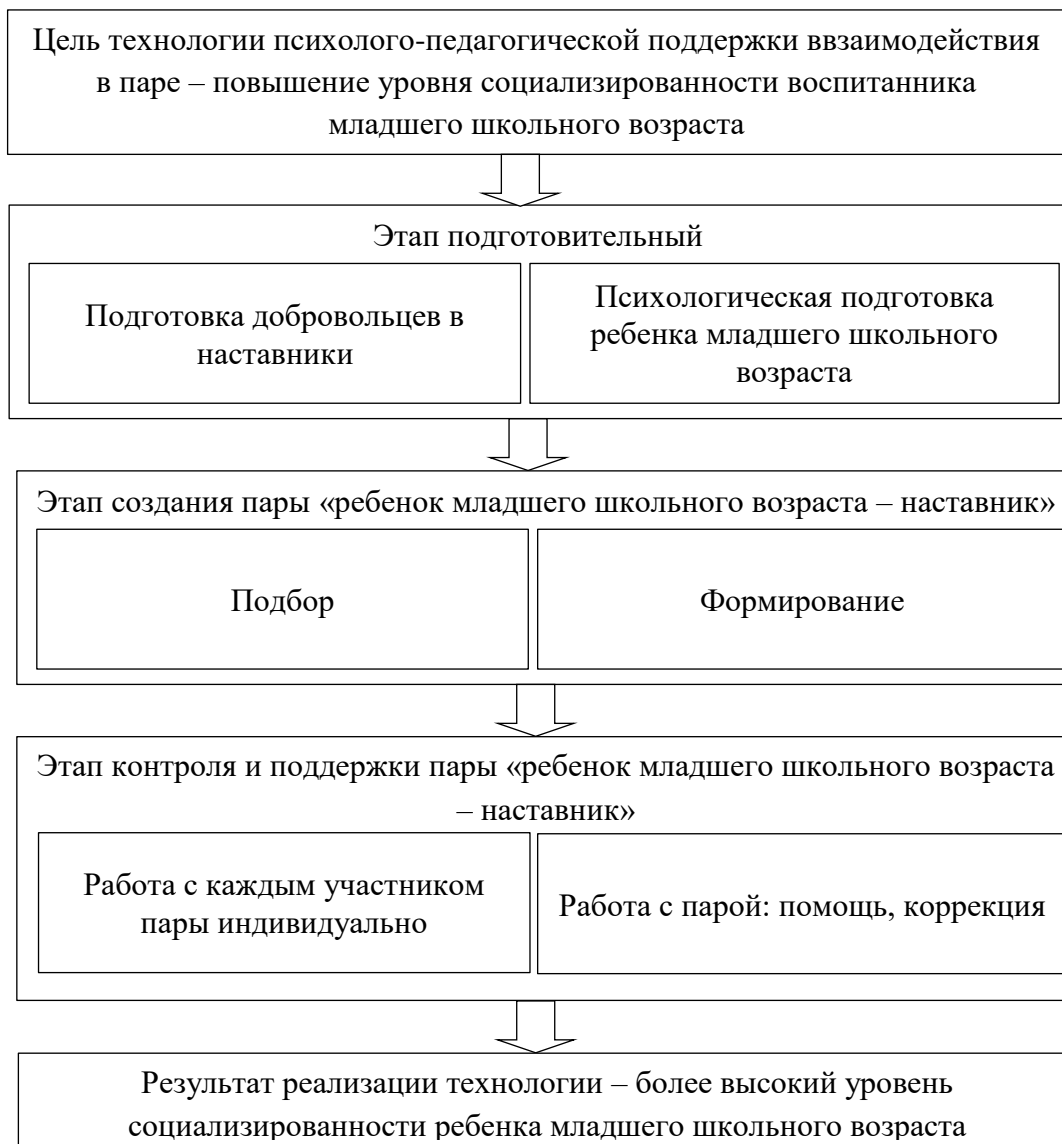 Цель технологии психолого-педагогической поддержки ввзаимодействия
в паре – повышение уровня социализированности воспитанника
младшего школьного возраста
Этап подготовительный
Подготовка добровольцев в
наставники
Психологическая подготовка
ребенка младшего школьного
возраста
Этап создания пары «ребенок младшего школьного возраста – наставник»
Подбор
Формирование
Этап контроля и поддержки пары «ребенок младшего школьного возраста
– наставник»
Работа с каждым участником
пары индивидуально
Работа с парой: помощь, коррекция
Результат реализации технологии – более высокий уровень
социализированности ребенка младшего школьного возраста